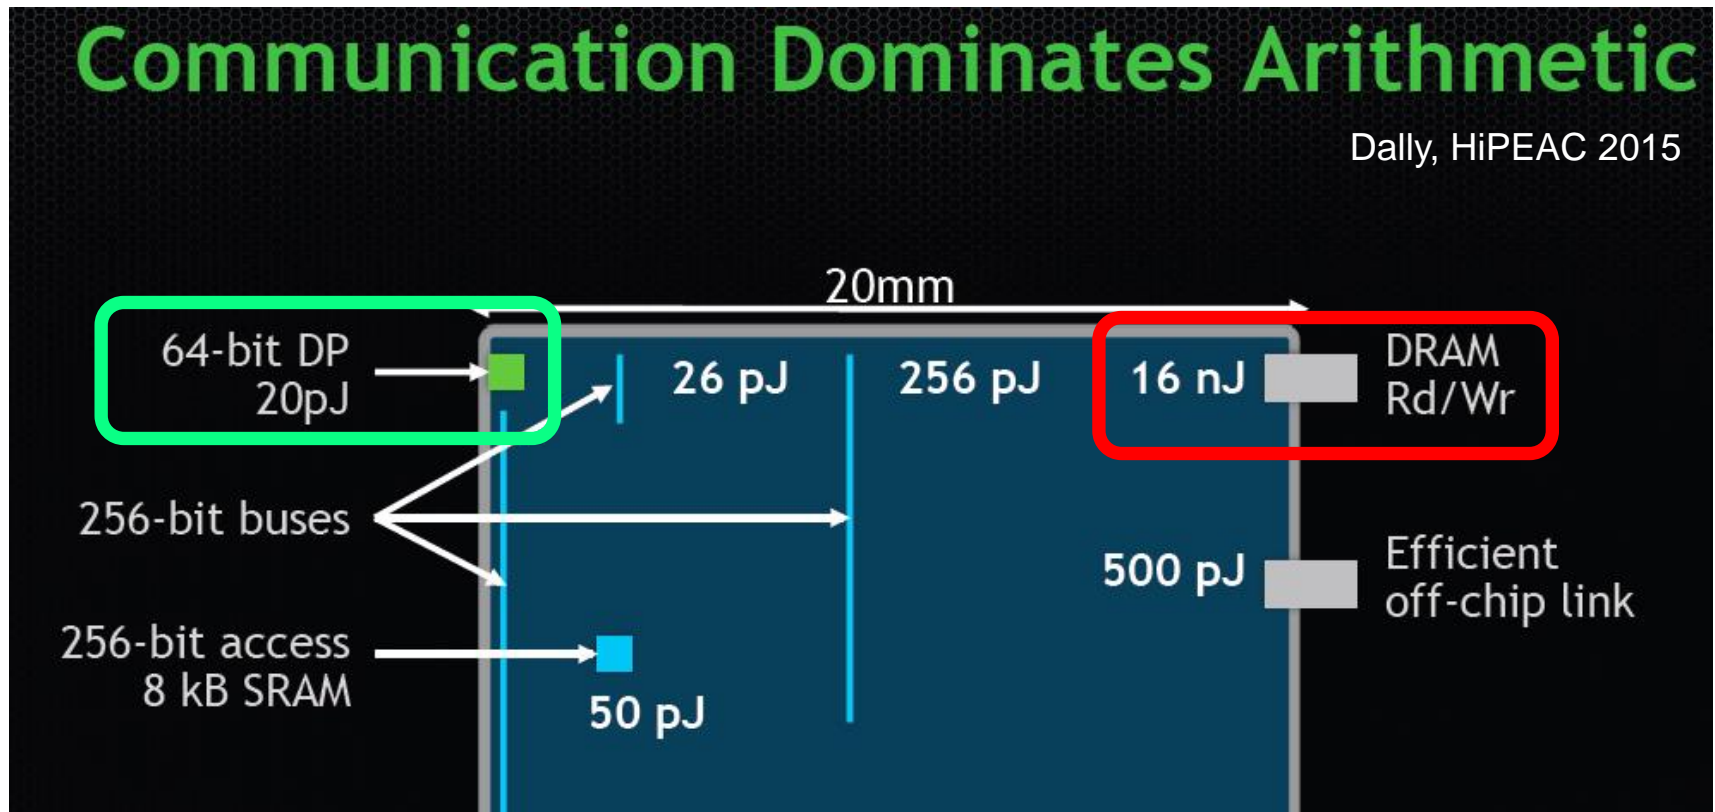 Communication Dominates Arithmetic
Dally, HiPEAC 2015
20mm
64-bit DP
20pJ
26 pJ
256 pJ
16 nJ
DRAM
Rd/Wr
256-bit buses
500 pJ
Efficient
off-chip link
256-bit access
8 kB SRAM
50 pJ